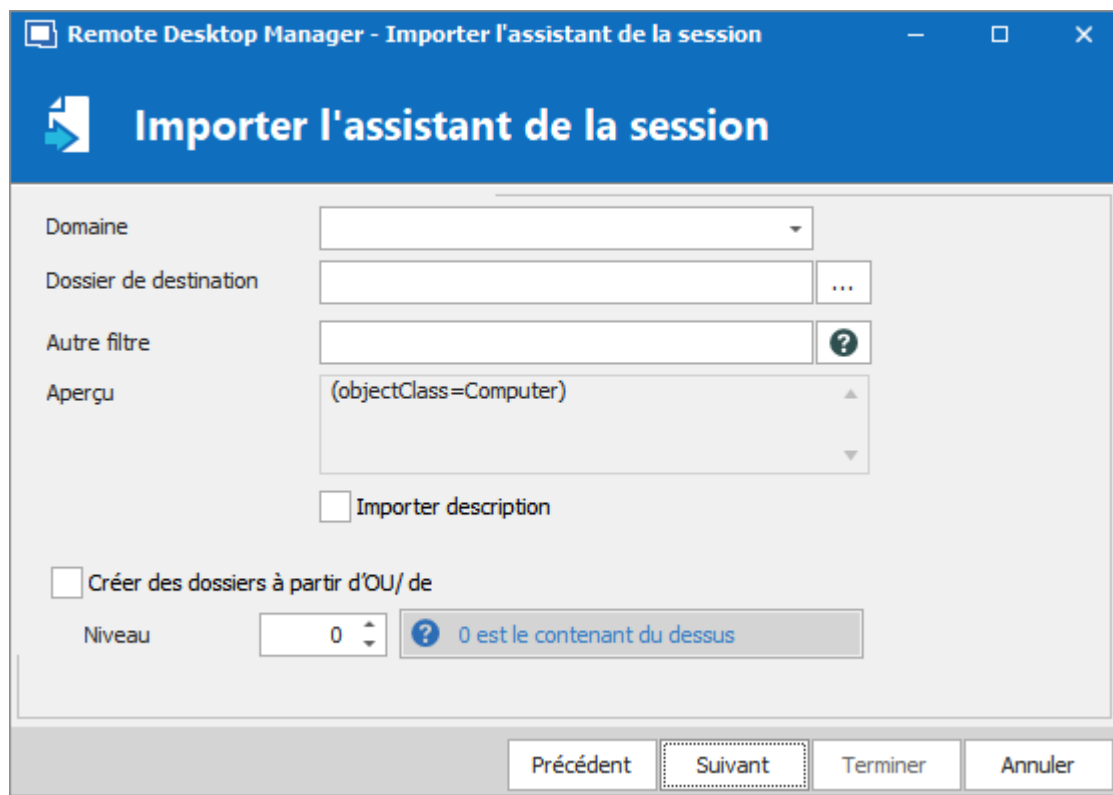 Remote Desktop Manager - Importer l'assistant de la session
Importer l'assistant de la session
Domaine
Dossier de destination
...
Autre filtre
?
Aperçu
(objectClass=Computer)
Importer description
Créer des dossiers à partir d’OU/ de
Niveau
0
? 0 est le contenant du dessus
Précédent
Suivant
Terminer
Annuler